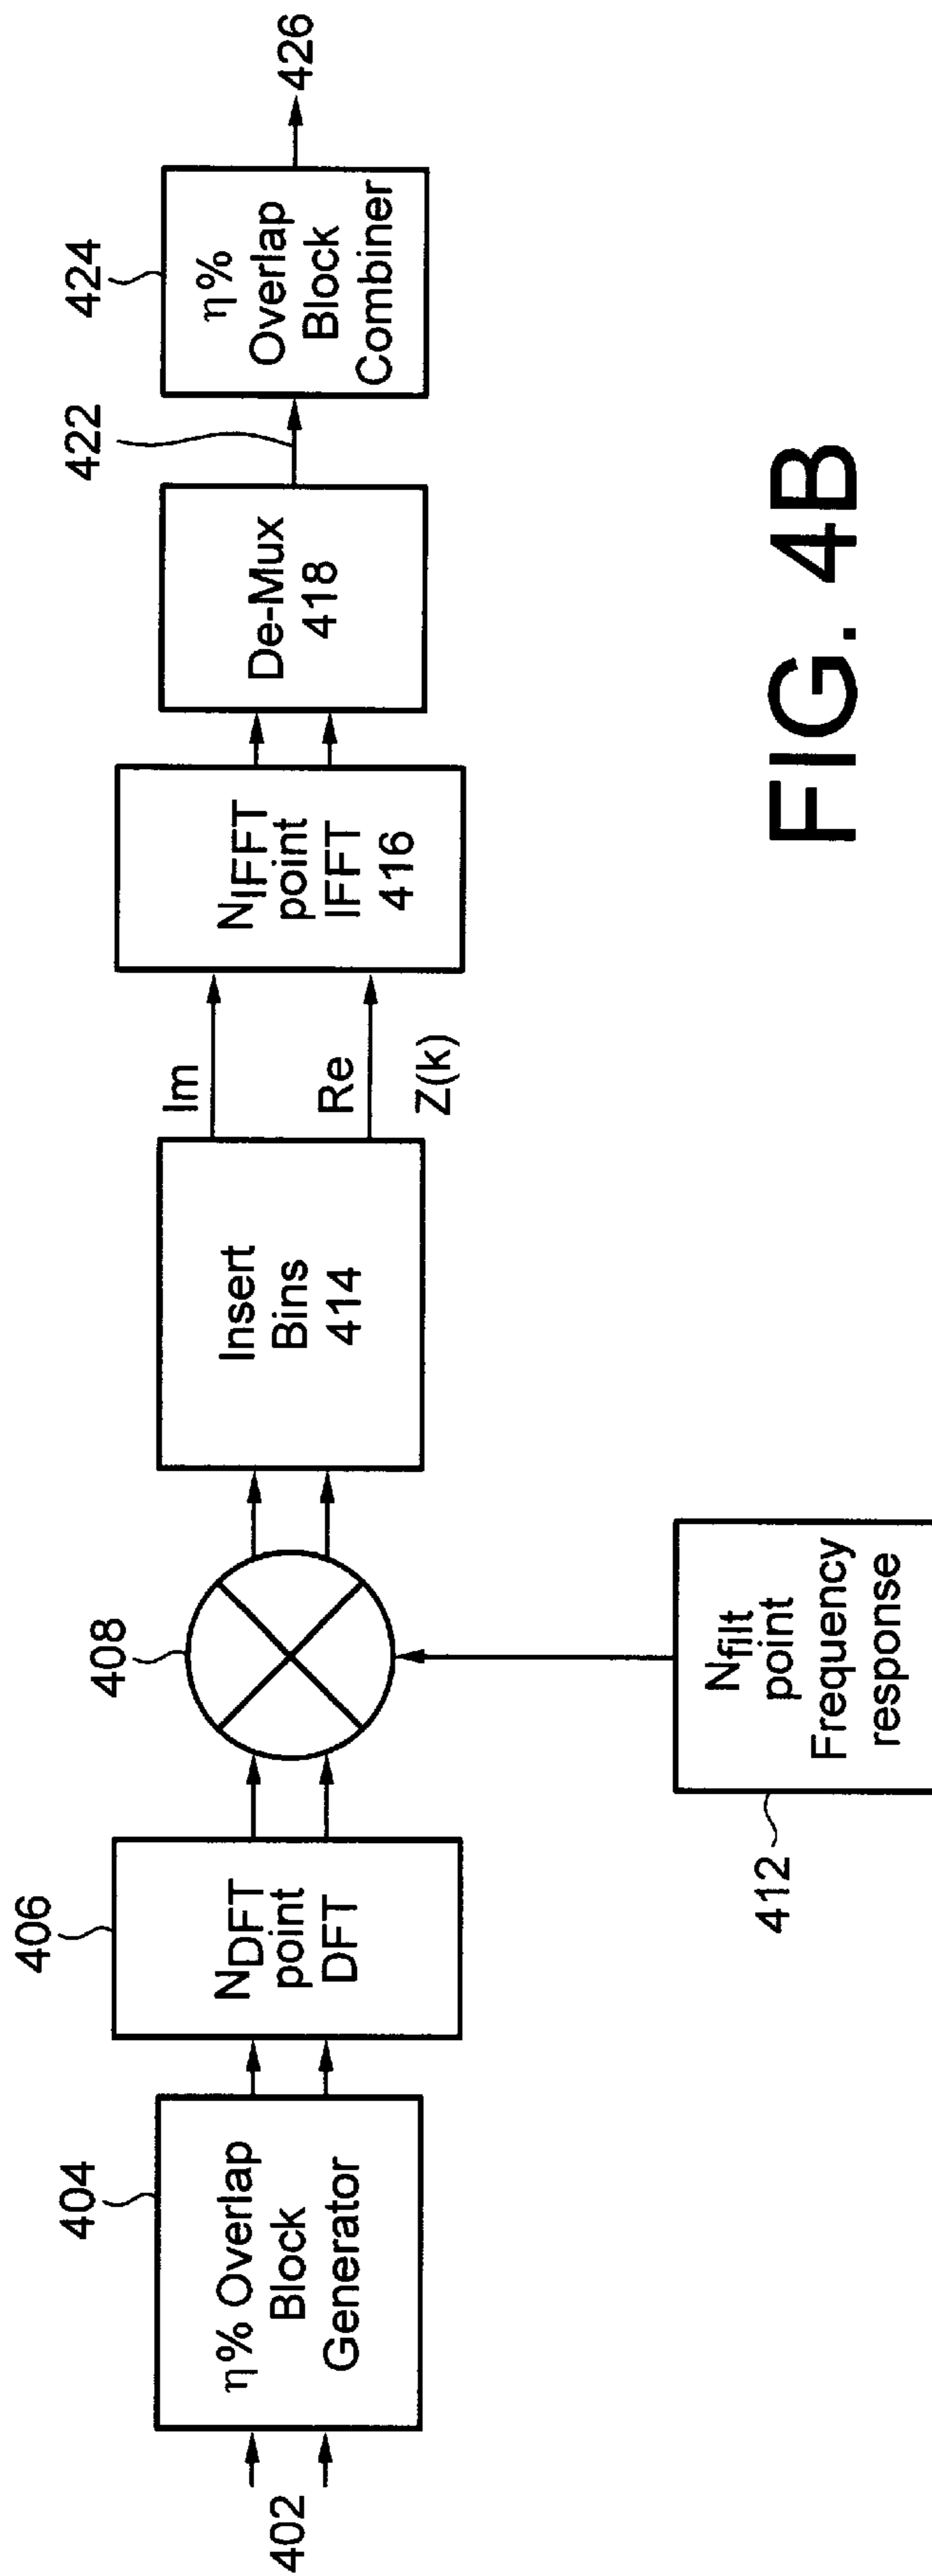 402
404
η% Overlap
Block
Generator
406
NDFT
point
DFT
408
412
Nfilt
point
Frequency
response
Insert
Bins
414
Im
Re
Z(k)
NIFFT
point
IFFT
416
De-Mux
418
422
424
η%
Overlap
Block
Combiner
426
FIG. 4B